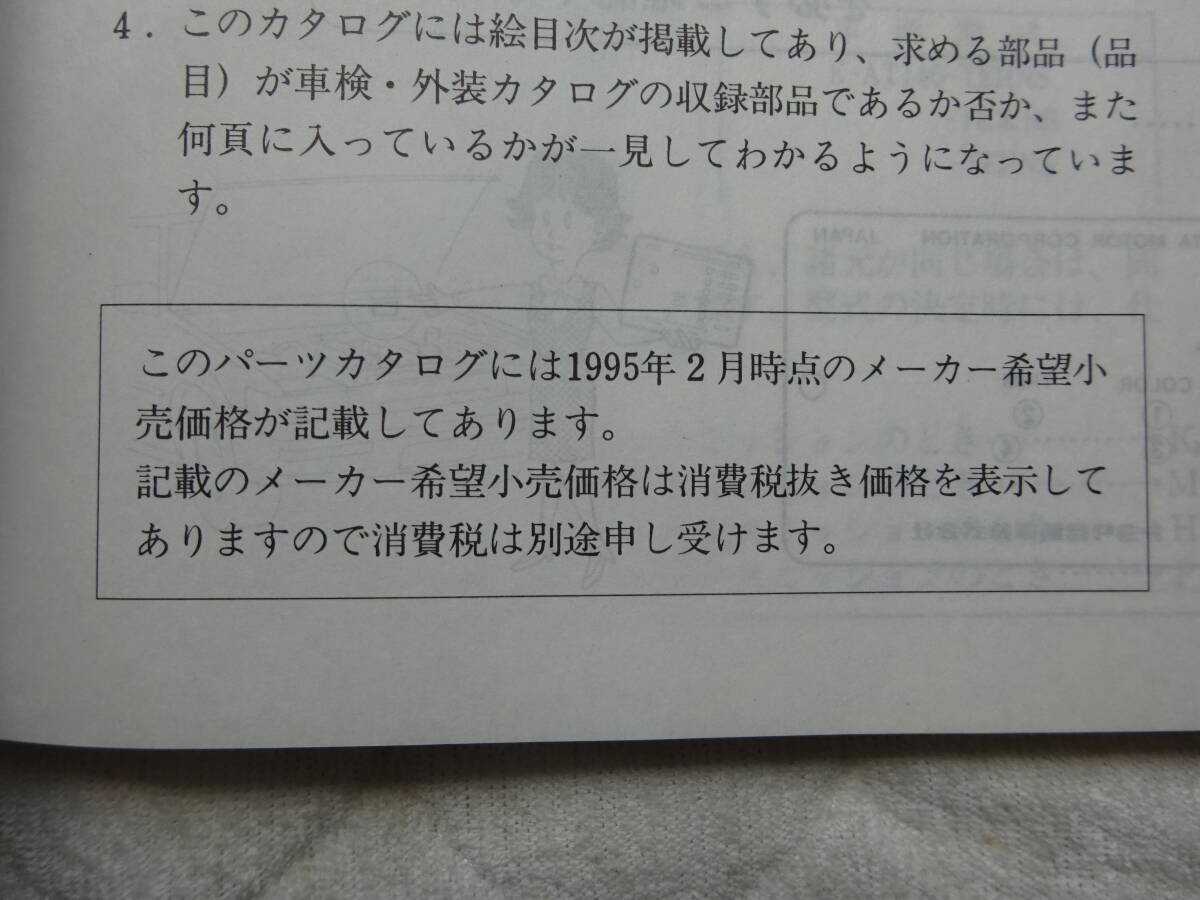 4. このカタログには絵目次が掲載してあり、求める部品（品
目）が車検・外装カタログの収録部品であるか否か、また
何頁に入っているかが一見してわかるようになっていま
す。
このパーツカタログには1995年2月時点のメーカー希望小
売価格が記載してあります。
記載のメーカー希望小売価格は消費税抜き価格を表示して
ありますので消費税は別途申し受けます。